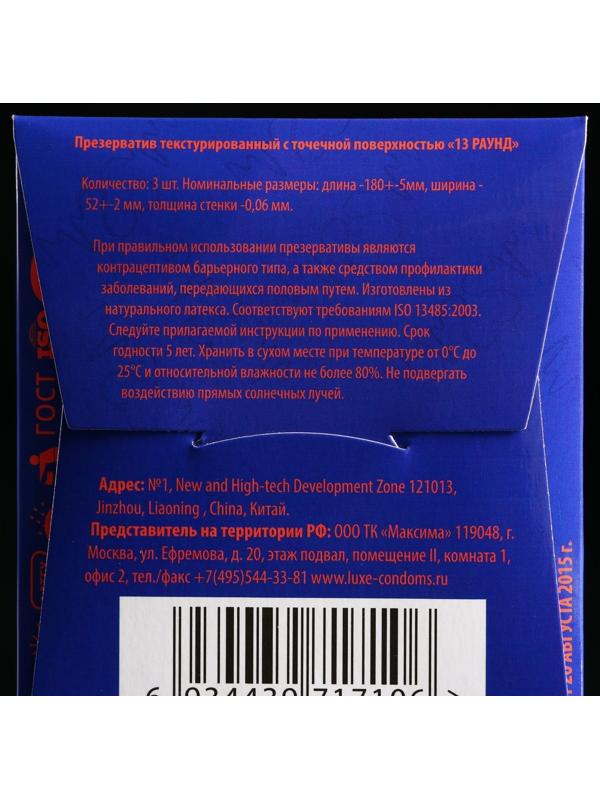 Презерватив текстурированный с точечной поверхностью «13 РАУНД»
Количество: 3 шт. Номинальные размеры: длина -180+-5мм, ширина -
52+-2 мм, толщина стенки -0,06 мм.
При правильном использовании презервативы являются
контрацептивом барьерного типа, а также средством профилактики
заболеваний, передающихся половым путем. Изготовлены из
натурального латекса. Соответствуют требованиям ISO 13485:2003.
Следуйте прилагаемой инструкции по применению. Срок
годности 5 лет. Хранить в сухом месте при температуре от 0°С до
25°С и относительной влажности не более 80%. Не подвергать
воздействию прямых солнечных лучей.
ГОСТ ISO
Адрес: №1, New and High-tech Development Zone 121013,
Jinzhou, Liaoning , China, Китай.
Представитель на территории РФ: ООО ТК «Максима» 119048, г.
Москва, ул. Ефремова, д. 20, этаж подвал, помещение II, комната 1,
офис 2, тел./факс +7(495)544-33-81 www.luxe-condoms.ru
20 АВГУСТА 2015 г.
6 934439 717106 >